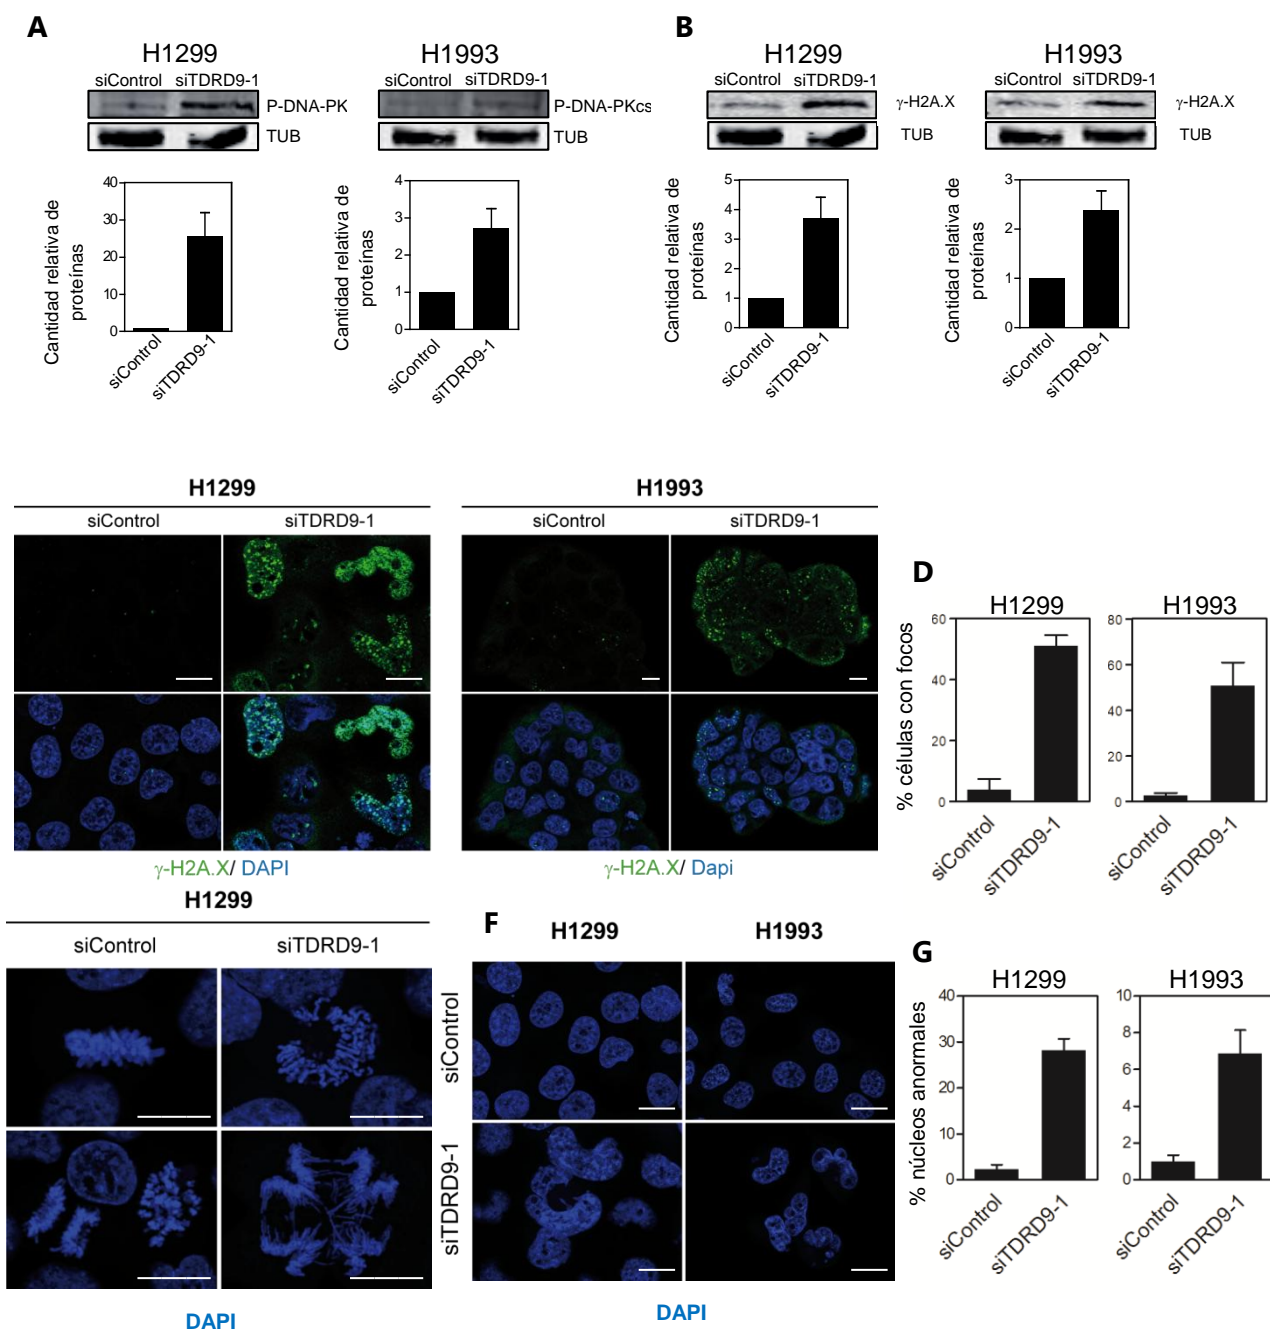 A
H1299
siControl siTDRD9-1
P-DNA-PK
TUB
40
30
20
10
0
Cantidad relativa de
proteínas
siControl
siTDRD9-1
H1993
siControl siTDRD9-1
P-DNA-PKcs
TUB
4
3
2
1
0
Cantidad relativa de
proteínas
siControl
siTDRD9-1
B
H1299
siControl siTDRD9-1
γ-H2A.X
TUB
5
4
3
2
1
0
Cantidad relativa de
proteínas
siControl
siTDRD9-1
H1993
siControl siTDRD9-1
γ-H2A.X
TUB
3
2
1
0
Cantidad relativa de
proteínas
siControl
siTDRD9-1
H1299
siControl siTDRD9-1
γ-H2A.X/ DAPI
H1993
siControl siTDRD9-1
γ-H2A.X/ Dapi
D
H1299
60
40
20
0
% células con focos
siControl
siTDRD9-1
H1993
80
60
40
20
0
siControl
siTDRD9-1
H1299
siControl siTDRD9-1
DAPI
F
H1299 H1993
siControl
siTDRD9-1
DAPI
G
H1299
40
30
20
10
0
% núcleos anormales
siControl
siTDRD9-1
H1993
10
8
6
4
2
0
siControl
siTDRD9-1